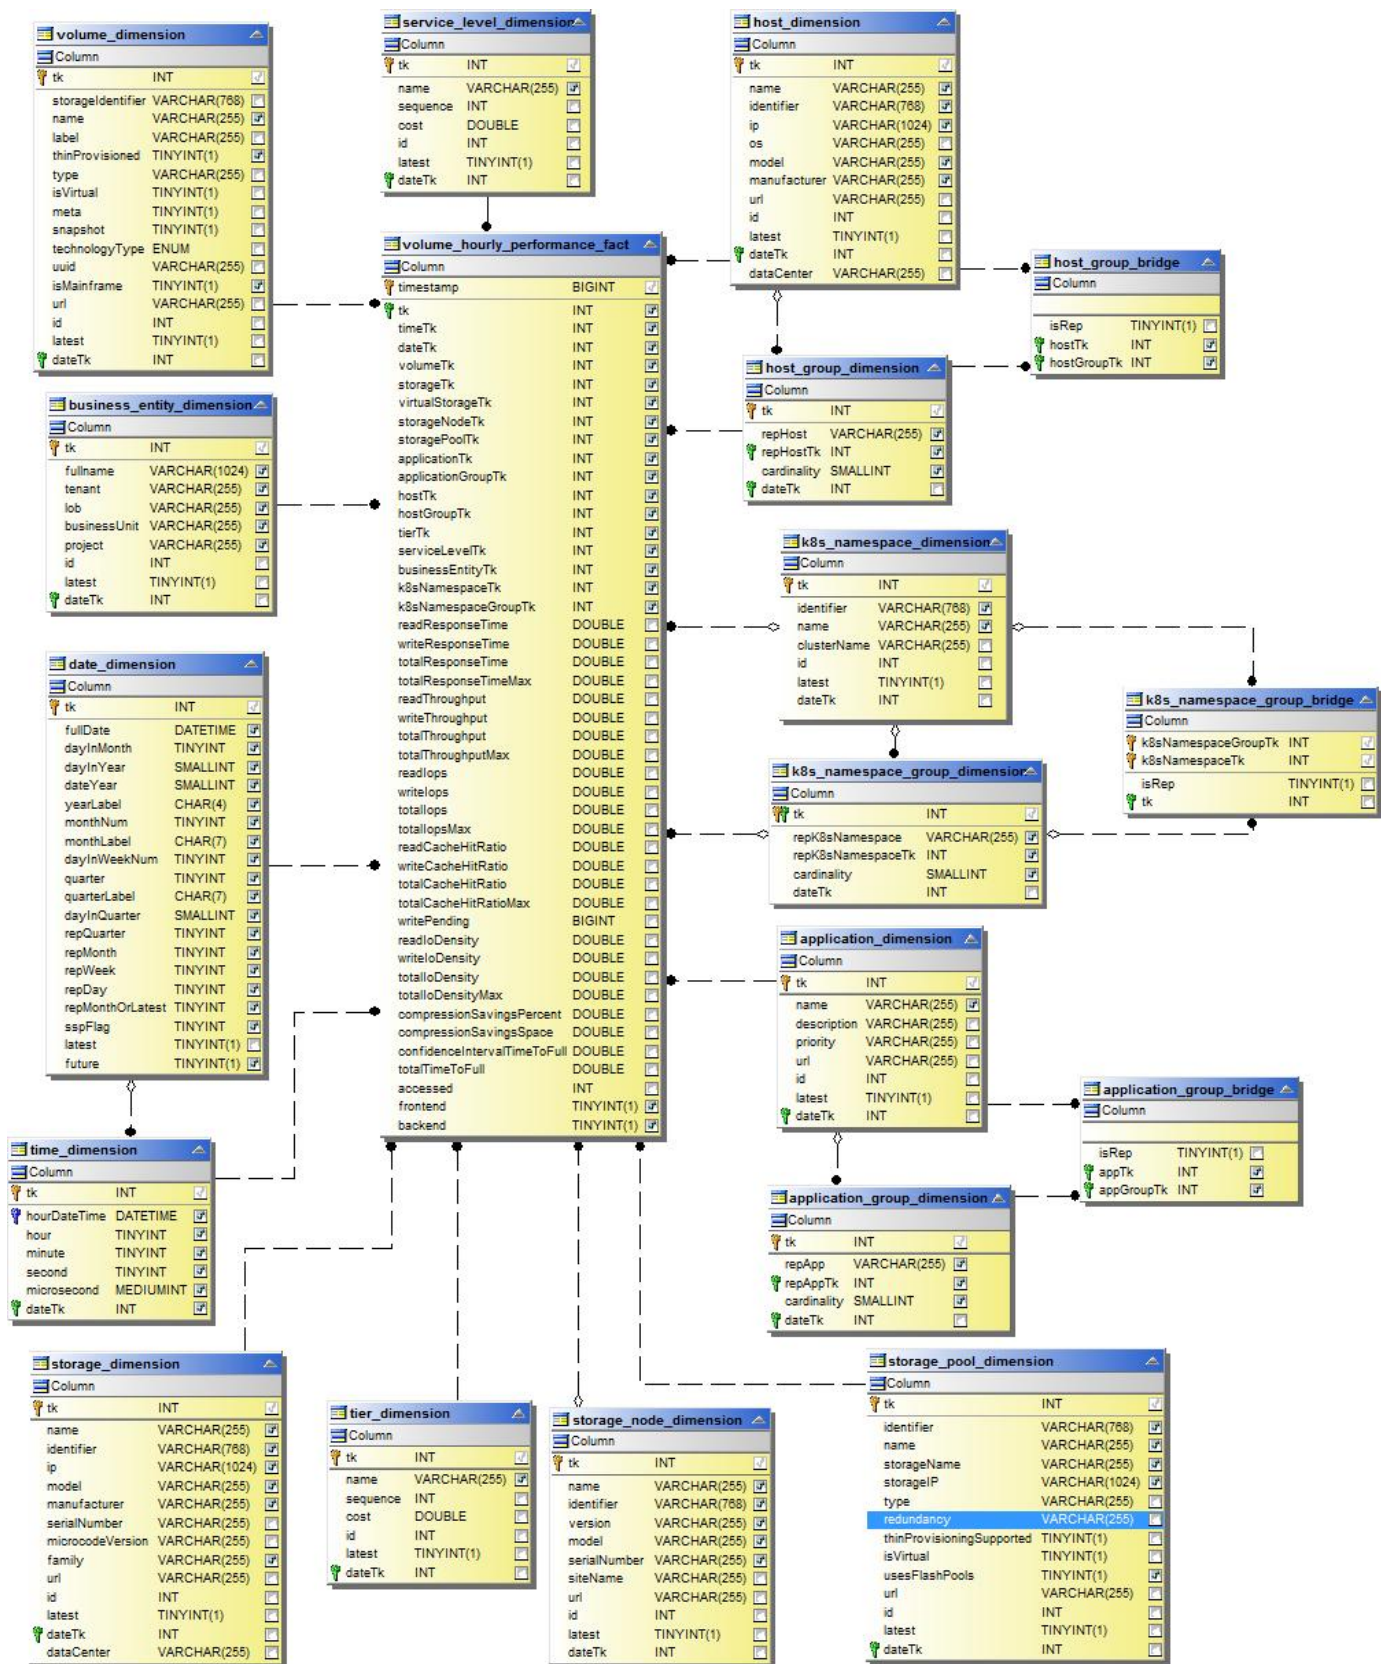 volume_dimension
Column
tk INT
storageIdentifier VARCHAR(768)
name VARCHAR(255)
label VARCHAR(255)
thinProvisioned TINYINT(1)
type VARCHAR(255)
isVirtual TINYINT(1)
meta TINYINT(1)
snapshot TINYINT(1)
technologyType ENUM
uuid VARCHAR(255)
isMainframe TINYINT(1)
url VARCHAR(255)
id INT
latest TINYINT(1)
dateTk INT
service_level_dimension
Column
tk INT
name VARCHAR(255)
sequence INT
cost DOUBLE
id INT
latest TINYINT(1)
dateTk INT
host_dimension
Column
tk INT
name VARCHAR(255)
identifier VARCHAR(768)
ip VARCHAR(1024)
os VARCHAR(255)
model VARCHAR(255)
manufacturer VARCHAR(255)
url VARCHAR(255)
id INT
latest TINYINT(1)
dateTk INT
dataCenter VARCHAR(255)
host_group_bridge
Column
isRep TINYINT(1)
hostTk INT
hostGroupTk INT
volume_hourly_performance_fact
Column
timestamp BIGINT
tk INT
timeTk INT
dateTk INT
volumeTk INT
storageTk INT
virtualStorageTk INT
storageNodeTk INT
storagePoolTk INT
applicationTk INT
applicationGroupTk INT
hostTk INT
hostGroupTk INT
tierTk INT
serviceLevelTk INT
businessEntityTk INT
k8sNamespaceTk INT
k8sNamespaceGroupTk INT
readResponseTime DOUBLE
writeResponseTime DOUBLE
totalResponseTime DOUBLE
totalResponseTimeMax DOUBLE
readThroughput DOUBLE
writeThroughput DOUBLE
totalThroughput DOUBLE
totalThroughputMax DOUBLE
readIops DOUBLE
writeIops DOUBLE
totalIops DOUBLE
totalIopsMax DOUBLE
readCacheHitRatio DOUBLE
writeCacheHitRatio DOUBLE
totalCacheHitRatio DOUBLE
totalCacheHitRatioMax DOUBLE
writePending BIGINT
readIoDensity DOUBLE
writeIoDensity DOUBLE
totalIoDensity DOUBLE
totalIoDensityMax DOUBLE
compressionSavingsPercent DOUBLE
compressionSavingsSpace DOUBLE
confidenceIntervalTimeToFull DOUBLE
totalTimeToFull DOUBLE
accessed INT
frontend TINYINT(1)
backend TINYINT(1)
host_group_dimension
Column
tk INT
repHost VARCHAR(255)
repHostTk INT
cardinality SMALLINT
dateTk INT
business_entity_dimension
Column
tk INT
fullname VARCHAR(1024)
tenant VARCHAR(255)
lob VARCHAR(255)
businessUnit VARCHAR(255)
project VARCHAR(255)
id INT
latest TINYINT(1)
dateTk INT
k8s_namespace_dimension
Column
tk INT
identifier VARCHAR(768)
name VARCHAR(255)
clusterName VARCHAR(255)
id INT
latest TINYINT(1)
dateTk INT
date_dimension
Column
tk INT
fullDate DATETIME
dayInMonth TINYINT
dayInYear SMALLINT
dateYear SMALLINT
yearLabel CHAR(4)
monthNum TINYINT
monthLabel CHAR(7)
dayInWeekNum TINYINT
quarter TINYINT
quarterLabel CHAR(7)
dayInQuarter SMALLINT
repQuarter TINYINT
repMonth TINYINT
repWeek TINYINT
repDay TINYINT
repMonthOrLatest TINYINT
sspFlag TINYINT
latest TINYINT(1)
future TINYINT(1)
k8s_namespace_group_bridge
Column
k8sNamespaceGroupTk INT
k8sNamespaceTk INT
isRep TINYINT(1)
tk INT
k8s_namespace_group_dimension
Column
tk INT
repK8sNamespace VARCHAR(255)
repK8sNamespaceTk INT
cardinality SMALLINT
dateTk INT
application_dimension
Column
tk INT
name VARCHAR(255)
description VARCHAR(255)
priority VARCHAR(255)
url VARCHAR(255)
id INT
latest TINYINT(1)
dateTk INT
application_group_bridge
Column
isRep TINYINT(1)
appTk INT
appGroupTk INT
time_dimension
Column
tk INT
hourDateTime DATETIME
hour TINYINT
minute TINYINT
second TINYINT
microsecond MEDIUMINT
dateTk INT
application_group_dimension
Column
tk INT
repApp VARCHAR(255)
repAppTk INT
cardinality SMALLINT
dateTk INT
storage_dimension
Column
tk INT
name VARCHAR(255)
identifier VARCHAR(768)
ip VARCHAR(1024)
model VARCHAR(255)
manufacturer VARCHAR(255)
serialNumber VARCHAR(255)
microcodeVersion VARCHAR(255)
family VARCHAR(255)
url VARCHAR(255)
id INT
latest TINYINT(1)
dateTk INT
dataCenter VARCHAR(255)
tier_dimension
Column
tk INT
name VARCHAR(255)
sequence INT
cost DOUBLE
id INT
latest TINYINT(1)
dateTk INT
storage_node_dimension
Column
tk INT
name VARCHAR(255)
identifier VARCHAR(768)
version VARCHAR(255)
model VARCHAR(255)
serialNumber VARCHAR(255)
siteName VARCHAR(255)
url VARCHAR(255)
id INT
latest TINYINT(1)
dateTk INT
storage_pool_dimension
Column
tk INT
identifier VARCHAR(768)
name VARCHAR(255)
storageName VARCHAR(255)
storageIP VARCHAR(1024)
type VARCHAR(255)
redundancy VARCHAR(255)
thinProvisioningSupported TINYINT(1)
isVirtual TINYINT(1)
usesFlashPools TINYINT(1)
url VARCHAR(255)
id INT
latest TINYINT(1)
dateTk INT